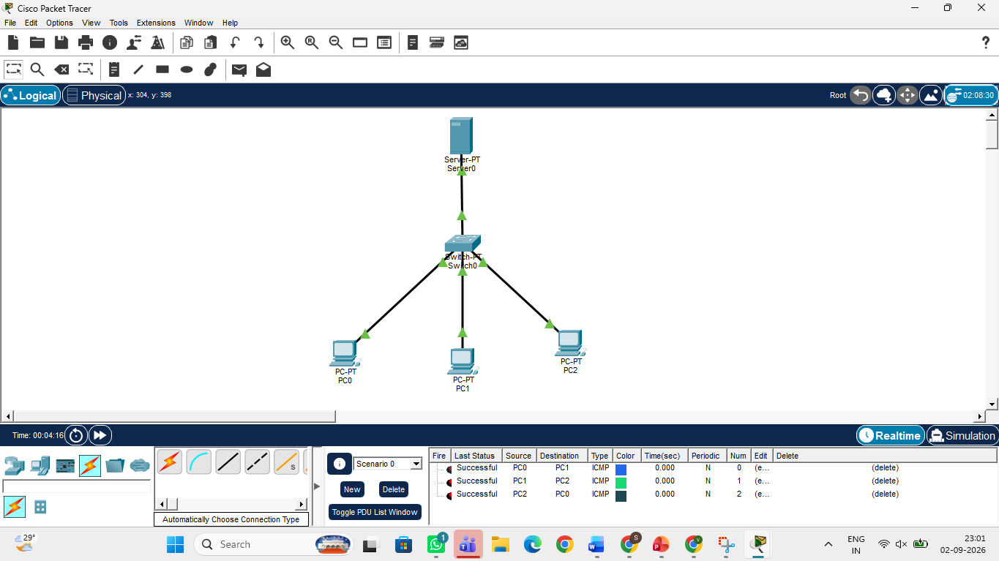 Cisco Packet Tracer
File Edit Options View Tools Extensions Window Help
?
Logical Physical x: 304, y: 398 Root 02:08:30
Server-PT
Server0
Switch-PT
Switch0
PC-PT
PC0
PC-PT
PC1
PC-PT
PC2
Time: 00:04:16 Realtime Simulation
Scenario 0
New Delete
Toggle PDU List Window
Automatically Choose Connection Type
Fire Last Status Source Destination Type Color Time(sec) Periodic Num Edit Delete
Successful PC0 PC1 ICMP 0.000 N 0 (e... (delete)
Successful PC1 PC2 ICMP 0.000 N 1 (e... (delete)
Successful PC2 PC0 ICMP 0.000 N 2 (e... (delete)
29°
Search
1
S
V
ENG
IN
23:01
02-09-2026